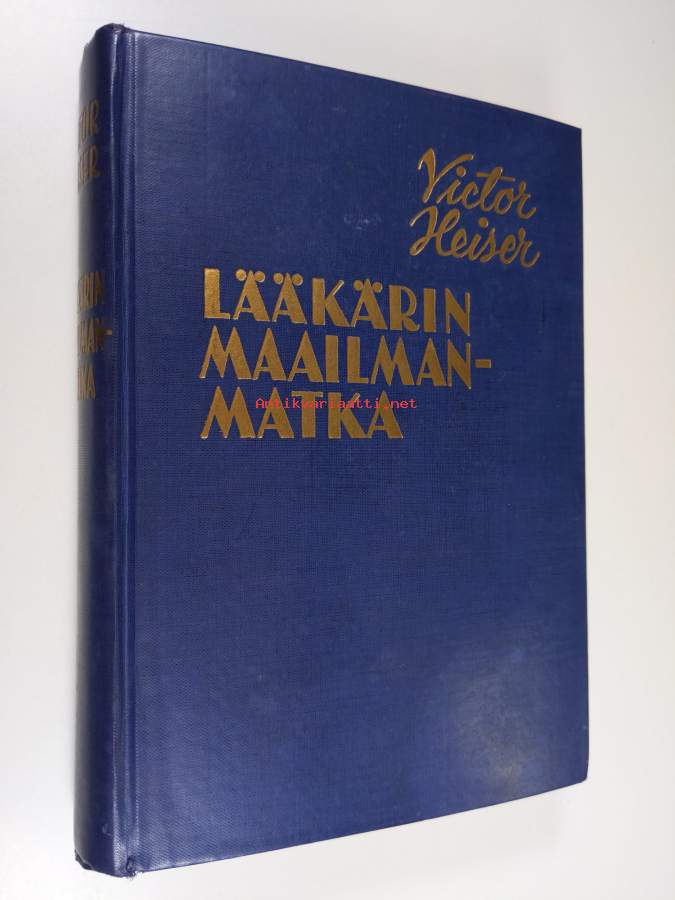 Victor
Heiser
LÄÄKÄRIN
MAAILMAN-
MATKA
Antikvariaatti.net